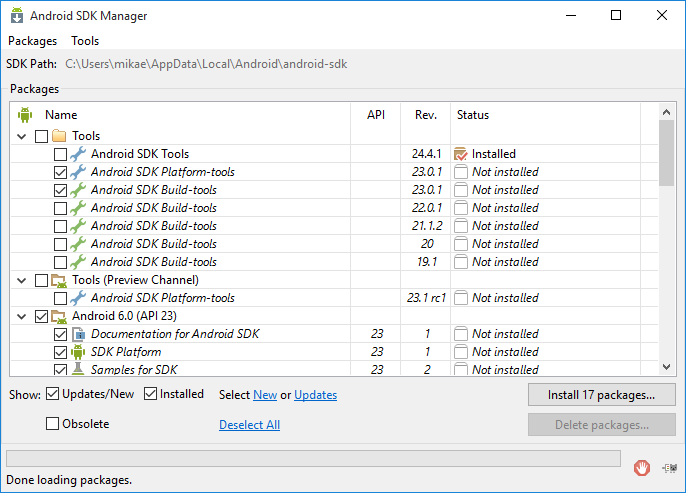 Android SDK Manager
Packages Tools
SDK Path: C:\Users\mikae\AppData\Local\Android\android-sdk
Packages
Name API Rev. Status
Tools
Android SDK Tools 24.4.1 Installed
Android SDK Platform-tools 23.0.1 Not installed
Android SDK Build-tools 23.0.1 Not installed
Android SDK Build-tools 22.0.1 Not installed
Android SDK Build-tools 21.1.2 Not installed
Android SDK Build-tools 20 Not installed
Android SDK Build-tools 19.1 Not installed
Tools (Preview Channel)
Android SDK Platform-tools 23.1 rc1 Not installed
Android 6.0 (API 23)
Documentation for Android SDK 23 1 Not installed
SDK Platform 23 1 Not installed
Samples for SDK 23 2 Not installed
Show: Updates/New Installed Select New or Updates Install 17 packages...
Obsolete Deselect All Delete packages...
Done loading packages.